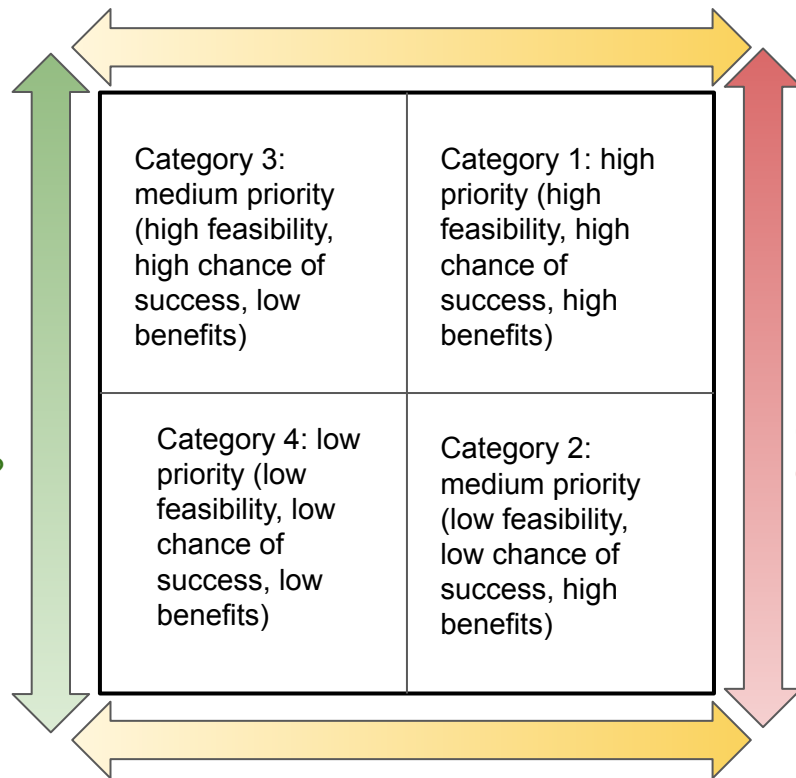 Category 3:
medium priority
(high feasibility,
high chance of
success, low
benefits)
Category 1: high
priority (high
feasibility, high
chance of
success, high
benefits)
Category 4: low
priority (low
feasibility, low
chance of
success, low
benefits)
Category 2:
medium priority
(low feasibility,
low chance of
success, high
benefits)